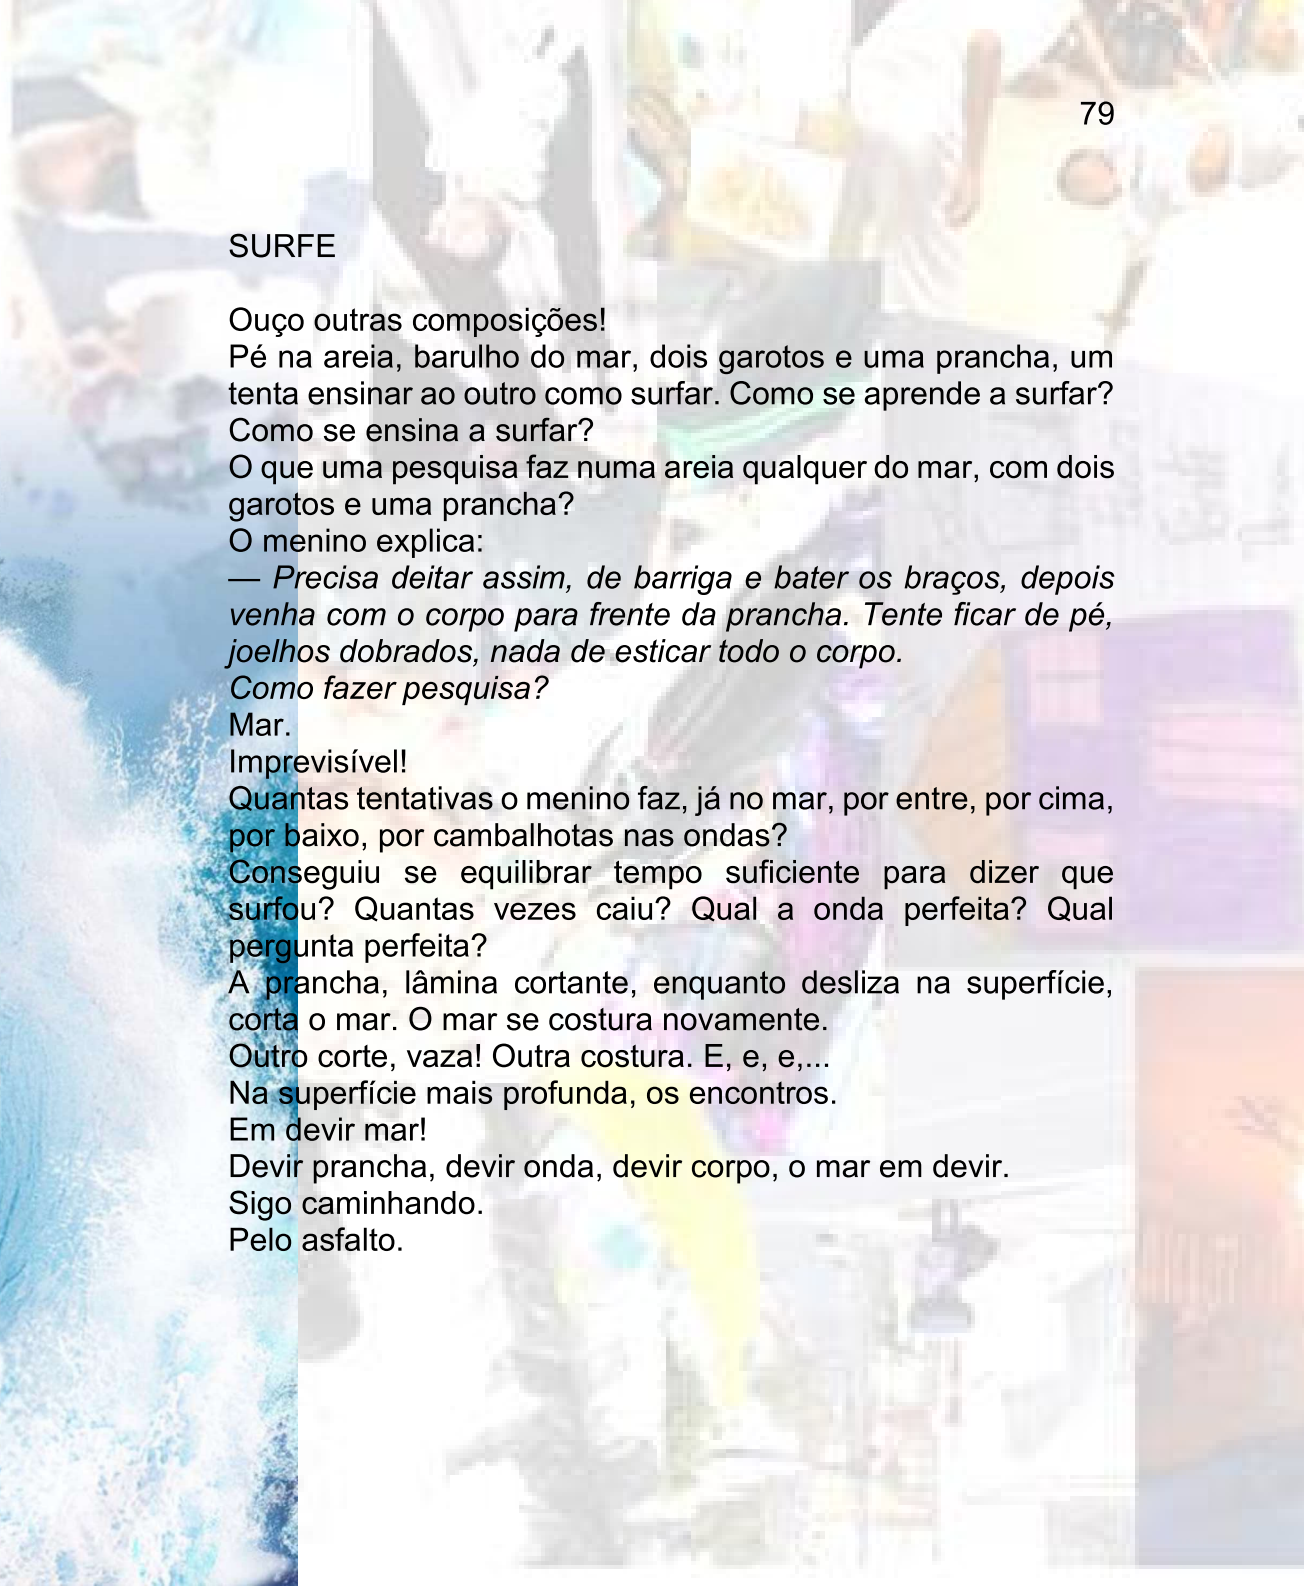 79
SURFE
Ouço outras composições!
Pé na areia, barulho do mar, dois garotos e uma prancha, um
tenta ensinar ao outro como surfar. Como se aprende a surfar?
Como se ensina a surfar?
O que uma pesquisa faz numa areia qualquer do mar, com dois
garotos e uma prancha?
O menino explica:
— Precisa deitar assim, de barriga e bater os braços, depois
venha com o corpo para frente da prancha. Tente ficar de pé,
joelhos dobrados, nada de esticar todo o corpo.
Como fazer pesquisa?
Mar.
Imprevisível!
Quantas tentativas o menino faz, já no mar, por entre, por cima,
por baixo, por cambalhotas nas ondas?
Conseguiu se equilibrar tempo suficiente para dizer que
surfou? Quantas vezes caiu? Qual a onda perfeita? Qual
pergunta perfeita?
A prancha, lâmina cortante, enquanto desliza na superfície,
corta o mar. O mar se costura novamente.
Outro corte, vaza! Outra costura. E, e, e,...
Na superfície mais profunda, os encontros.
Em devir mar!
Devir prancha, devir onda, devir corpo, o mar em devir.
Sigo caminhando.
Pelo asfalto.